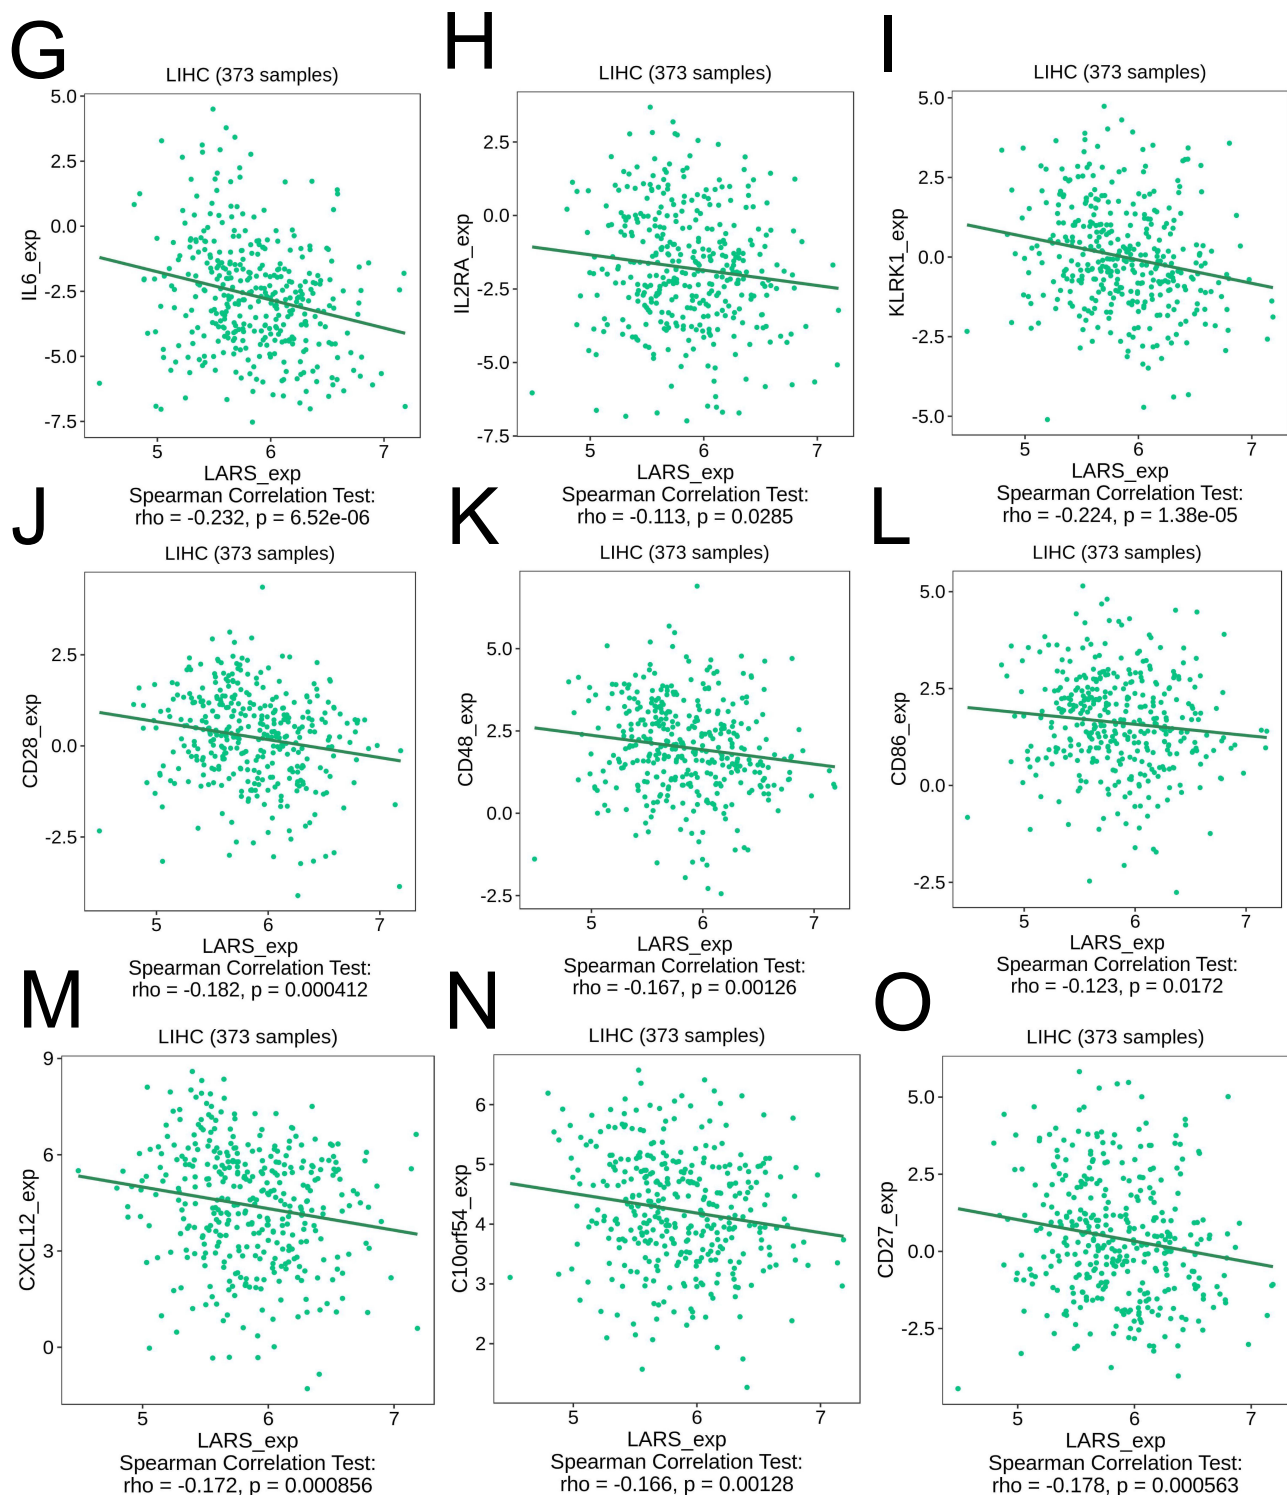 G
LIHC (373 samples)
IL6_exp
5.0
2.5
0.0
-2.5
-5.0
-7.5
5 6 7
LARS_exp
Spearman Correlation Test:
rho = -0.232, p = 6.52e-06
H
LIHC (373 samples)
IL2RA_exp
2.5
0.0
-2.5
-5.0
-7.5
5 6 7
LARS_exp
Spearman Correlation Test:
rho = -0.113, p = 0.0285
I
LIHC (373 samples)
KLRK1_exp
5.0
2.5
0.0
-2.5
-5.0
5 6 7
LARS_exp
Spearman Correlation Test:
rho = -0.224, p = 1.38e-05
J
LIHC (373 samples)
CD28_exp
2.5
0.0
-2.5
5 6 7
LARS_exp
Spearman Correlation Test:
rho = -0.182, p = 0.000412
K
LIHC (373 samples)
CD48_exp
5.0
2.5
0.0
-2.5
5 6 7
LARS_exp
Spearman Correlation Test:
rho = -0.167, p = 0.00126
L
LIHC (373 samples)
CD86_exp
5.0
2.5
0.0
-2.5
5 6 7
LARS_exp
Spearman Correlation Test:
rho = -0.123, p = 0.0172
M
LIHC (373 samples)
CXCL12_exp
9
6
3
0
5 6 7
LARS_exp
Spearman Correlation Test:
rho = -0.172, p = 0.000856
N
LIHC (373 samples)
C10orf54_exp
6
5
4
3
2
5 6 7
LARS_exp
Spearman Correlation Test:
rho = -0.166, p = 0.00128
O
LIHC (373 samples)
CD27_exp
5.0
2.5
0.0
-2.5
5 6 7
LARS_exp
Spearman Correlation Test:
rho = -0.178, p = 0.000563